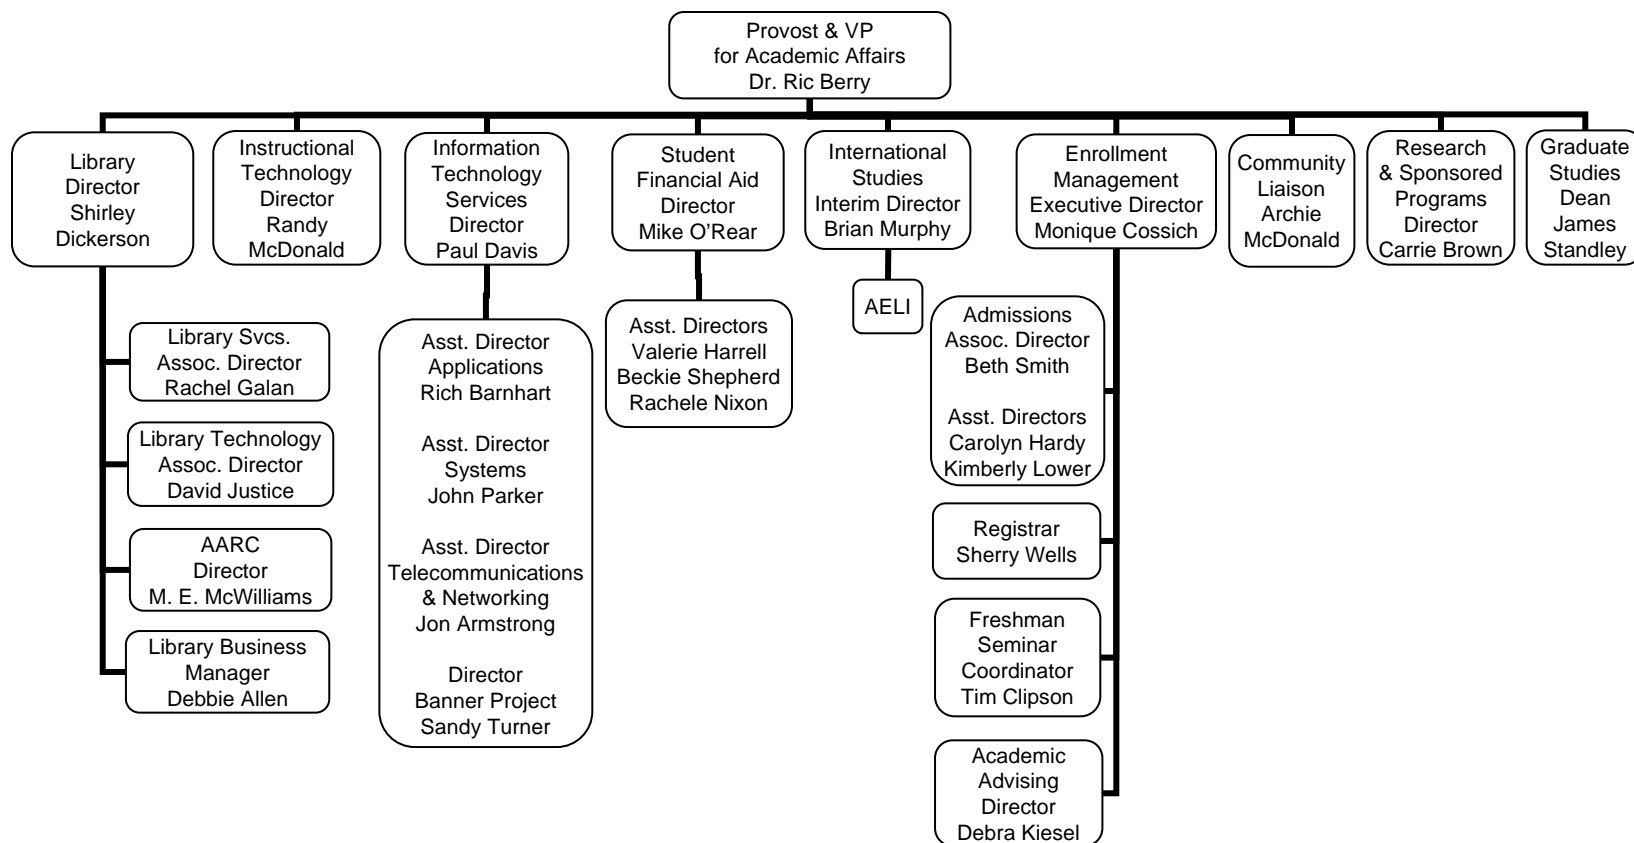 Provost & VP
for Academic Affairs
Dr. Ric Berry
Library
Director
Shirley
Dickerson
Instructional
Technology
Director
Randy
McDonald
Information
Technology
Services
Director
Paul Davis
Student
Financial Aid
Director
Mike O’Rear
International
Studies
Interim Director
Brian Murphy
Enrollment
Management
Executive Director
Monique Cossich
Community
Liaison
Archie
McDonald
Research
& Sponsored
Programs
Director
Carrie Brown
Graduate
Studies
Dean
James
Standley
Library Svcs.
Assoc. Director
Rachel Galan
Library Technology
Assoc. Director
David Justice
AARC
Director
M. E. McWilliams
Library Business
Manager
Debbie Allen
Asst. Director
Applications
Rich Barnhart
Asst. Director
Systems
John Parker
Asst. Director
Telecommunications
& Networking
Jon Armstrong
Director
Banner Project
Sandy Turner
Asst. Directors
Valerie Harrell
Beckie Shepherd
Rachele Nixon
AELI
Admissions
Assoc. Director
Beth Smith
Asst. Directors
Carolyn Hardy
Kimberly Lower
Registrar
Sherry Wells
Freshman
Seminar
Coordinator
Tim Clipson
Academic
Advising
Director
Debra Kiesel